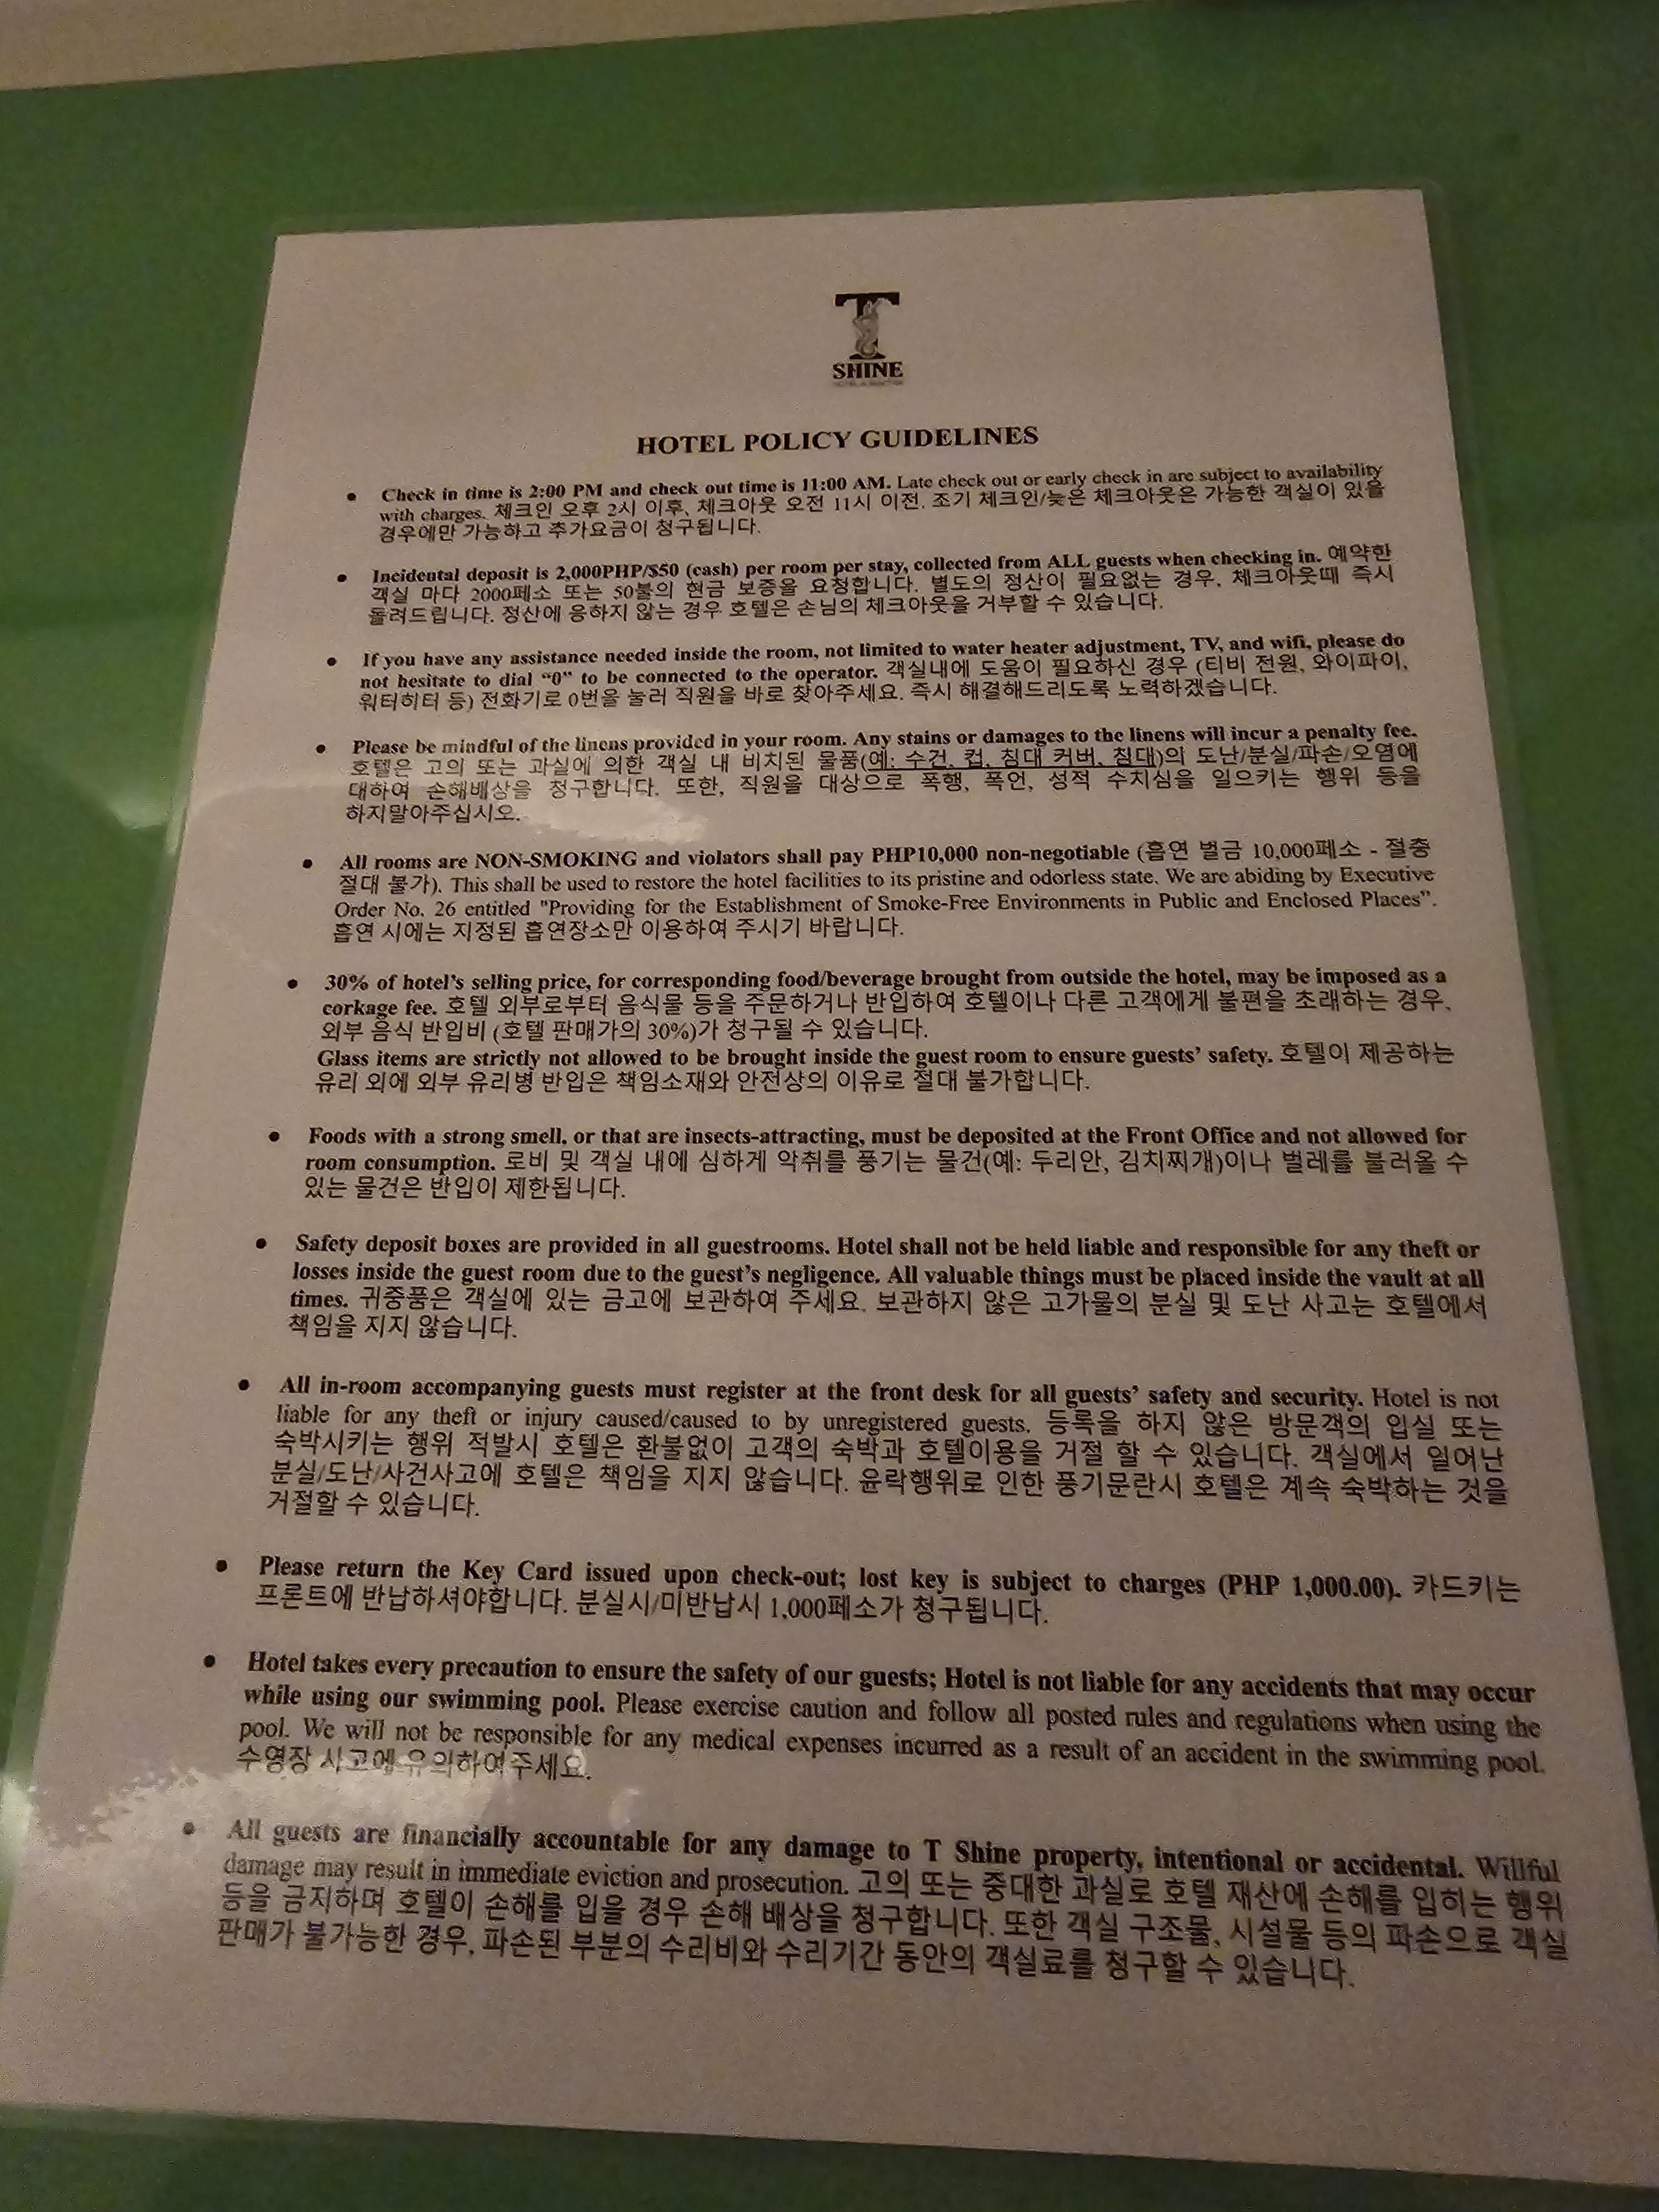 T
SHINE
HOTEL POLICY GUIDELINES
• Check in time is 2:00 PM and check out time is 11:00 AM. Late check out or early check in are subject to availability
with charges. 체크인 오후 2시 이후, 체크아웃 오전 11시 이전. 조기 체크인/늦은 체크아웃은 가능한 객실이 있을
경우에만 가능하고 추가요금이 청구됩니다.
• Incidental deposit is 2,000PHP/$50 (cash) per room per stay, collected from ALL guests when checking in. 예약한
객실 마다 2000페소 또는 50불의 현금 보증을 요청합니다. 별도의 정산이 필요없는 경우, 체크아웃때 즉시
돌려드립니다. 정산에 응하지 않는 경우 호텔은 손님의 체크아웃을 거부할 수 있습니다.
• If you have any assistance needed inside the room, not limited to water heater adjustment, TV, and wifi, please do
not hesitate to dial “0” to be connected to the operator. 객실내에 도움이 필요하신 경우 (티비 전원, 와이파이,
워터히터 등) 전화기로 0번을 눌러 직원을 바로 찾아주세요. 즉시 해결해드리도록 노력하겠습니다.
• Please be mindful of the linens provided in your room. Any stains or damages to the linens will incur a penalty fee.
호텔은 고의 또는 과실에 의한 객실 내 비치된 물품(예: 수건, 컵, 침대 커버, 침대)의 도난/분실/파손/오염에
대하여 손해배상을 청구합니다. 또한, 직원을 대상으로 폭행, 폭언, 성적 수치심을 일으키는 행위 등을
하지말아주십시오.
• All rooms are NON-SMOKING and violators shall pay PHP10,000 non-negotiable (흡연 벌금 10,000페소 - 절충
절대 불가). This shall be used to restore the hotel facilities to its pristine and odorless state. We are abiding by Executive
Order No. 26 entitled "Providing for the Establishment of Smoke-Free Environments in Public and Enclosed Places”.
흡연 시에는 지정된 흡연장소만 이용하여 주시기 바랍니다.
• 30% of hotel’s selling price, for corresponding food/beverage brought from outside the hotel, may be imposed as a
corkage fee. 호텔 외부로부터 음식물 등을 주문하거나 반입하여 호텔이나 다른 고객에게 불편을 초래하는 경우,
외부 음식 반입비 (호텔 판매가의 30%)가 청구될 수 있습니다.
Glass items are strictly not allowed to be brought inside the guest room to ensure guests’ safety. 호텔이 제공하는
유리 외에 외부 유리병 반입은 책임소재와 안전상의 이유로 절대 불가합니다.
• Foods with a strong smell, or that are insects-attracting, must be deposited at the Front Office and not allowed for
room consumption. 로비 및 객실 내에 심하게 악취를 풍기는 물건(예: 두리안, 김치찌개)이나 벌레를 불러올 수
있는 물건은 반입이 제한됩니다.
• Safety deposit boxes are provided in all guestrooms. Hotel shall not be held liable and responsible for any theft or
losses inside the guest room due to the guest’s negligence. All valuable things must be placed inside the vault at all
times. 귀중품은 객실에 있는 금고에 보관하여 주세요. 보관하지 않은 고가물의 분실 및 도난 사고는 호텔에서
책임을 지지 않습니다.
• All in-room accompanying guests must register at the front desk for all guests’ safety and security. Hotel is not
liable for any theft or injury caused/caused to by unregistered guests. 등록을 하지 않은 방문객의 입실 또는
숙박시키는 행위 적발시 호텔은 환불없이 고객의 숙박과 호텔이용을 거절 할 수 있습니다. 객실에서 일어난
분실/도난/사건사고에 호텔은 책임을 지지 않습니다. 윤락행위로 인한 풍기문란시 호텔은 계속 숙박하는 것을
거절할 수 있습니다.
• Please return the Key Card issued upon check-out; lost key is subject to charges (PHP 1,000.00). 카드키는
프론트에 반납하셔야합니다. 분실시/미반납시 1,000페소가 청구됩니다.
• Hotel takes every precaution to ensure the safety of our guests; Hotel is not liable for any accidents that may occur
while using our swimming pool. Please exercise caution and follow all posted rules and regulations when using the
pool. We will not be responsible for any medical expenses incurred as a result of an accident in the swimming pool.
수영장 사고에 유의하여주세요.
• All guests are financially accountable for any damage to T Shine property, intentional or accidental. Willful
damage may result in immediate eviction and prosecution. 고의 또는 중대한 과실로 호텔 재산에 손해를 입히는 행위
등을 금지하며 호텔이 손해를 입을 경우 손해 배상을 청구합니다. 또한 객실 구조물, 시설물 등의 파손으로 객실
판매가 불가능한 경우, 파손된 부분의 수리비와 수리기간 동안의 객실료를 청구할 수 있습니다.